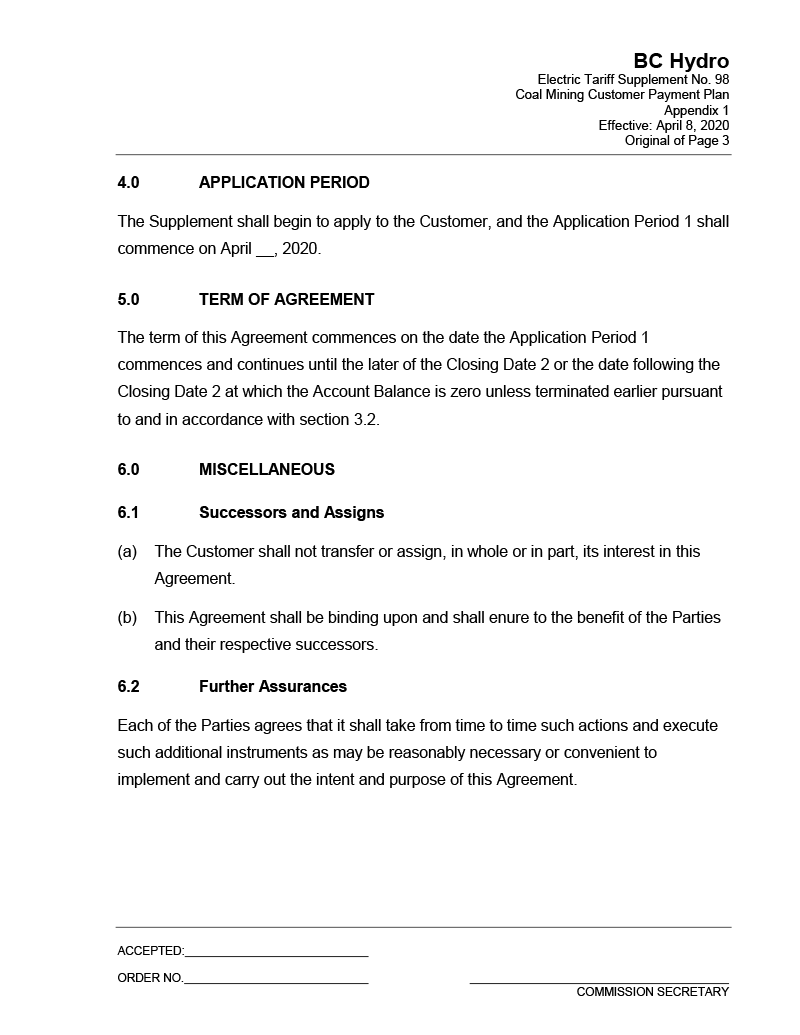 BC Hydro
Electric Tariff Supplement No. 98
Coal Mining Customer Payment Plan
Appendix 1
Effective: April 8, 2020
Original of Page 3
4.0 APPLICATION PERIOD
The Supplement shall begin to apply to the Customer, and the Application Period 1 shall
commence on April __, 2020.
5.0 TERM OF AGREEMENT
The term of this Agreement commences on the date the Application Period 1
commences and continues until the later of the Closing Date 2 or the date following the
Closing Date 2 at which the Account Balance is zero unless terminated earlier pursuant
to and in accordance with section 3.2.
6.0 MISCELLANEOUS
6.1 Successors and Assigns
(a) The Customer shall not transfer or assign, in whole or in part, its interest in this
Agreement.
(b) This Agreement shall be binding upon and shall enure to the benefit of the Parties
and their respective successors.
6.2 Further Assurances
Each of the Parties agrees that it shall take from time to time such actions and execute
such additional instruments as may be reasonably necessary or convenient to
implement and carry out the intent and purpose of this Agreement.
ACCEPTED:
ORDER NO.
COMMISSION SECRETARY